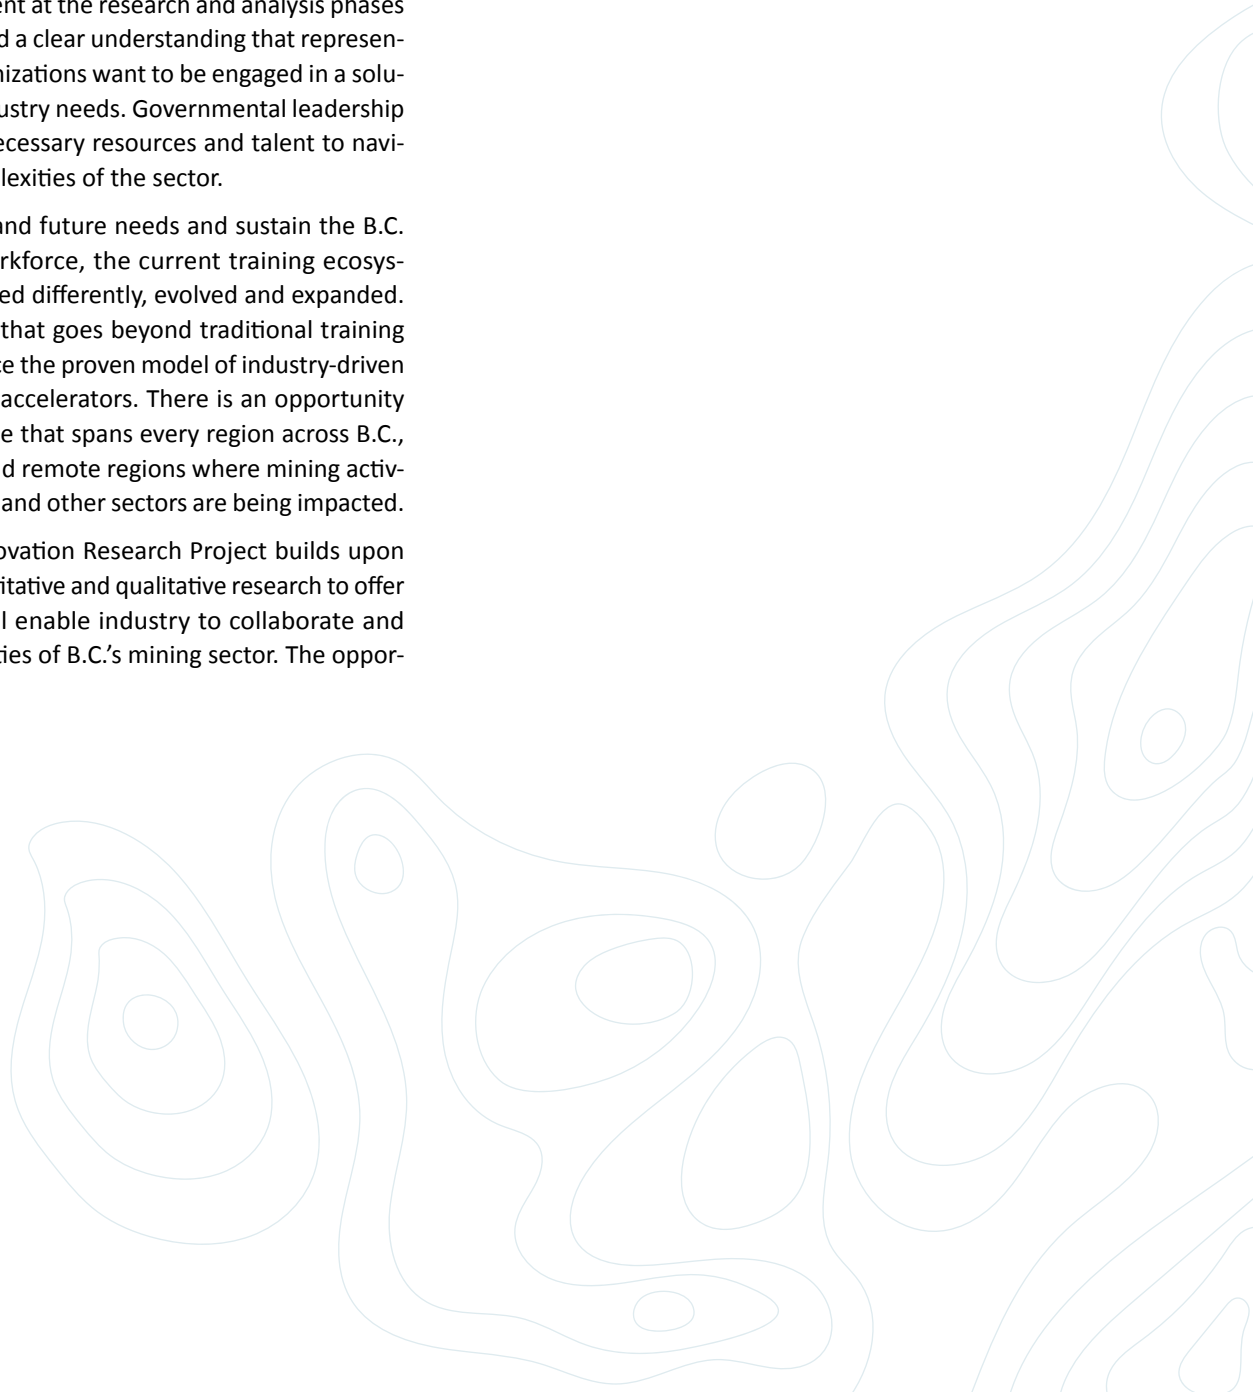 ent at the research and analysis phases
d a clear understanding that represen-
nizations want to be engaged in a solu-
ustry needs. Governmental leadership
ecessary resources and talent to navi-
lexities of the sector.
and future needs and sustain the B.C.
rkforce, the current training ecosys-
ed differently, evolved and expanded.
that goes beyond traditional training
ce the proven model of industry-driven
accelerators. There is an opportunity
e that spans every region across B.C.,
d remote regions where mining activ-
and other sectors are being impacted.
ovation Research Project builds upon
itative and qualitative research to offer
l enable industry to collaborate and
ties of B.C.’s mining sector. The oppor-